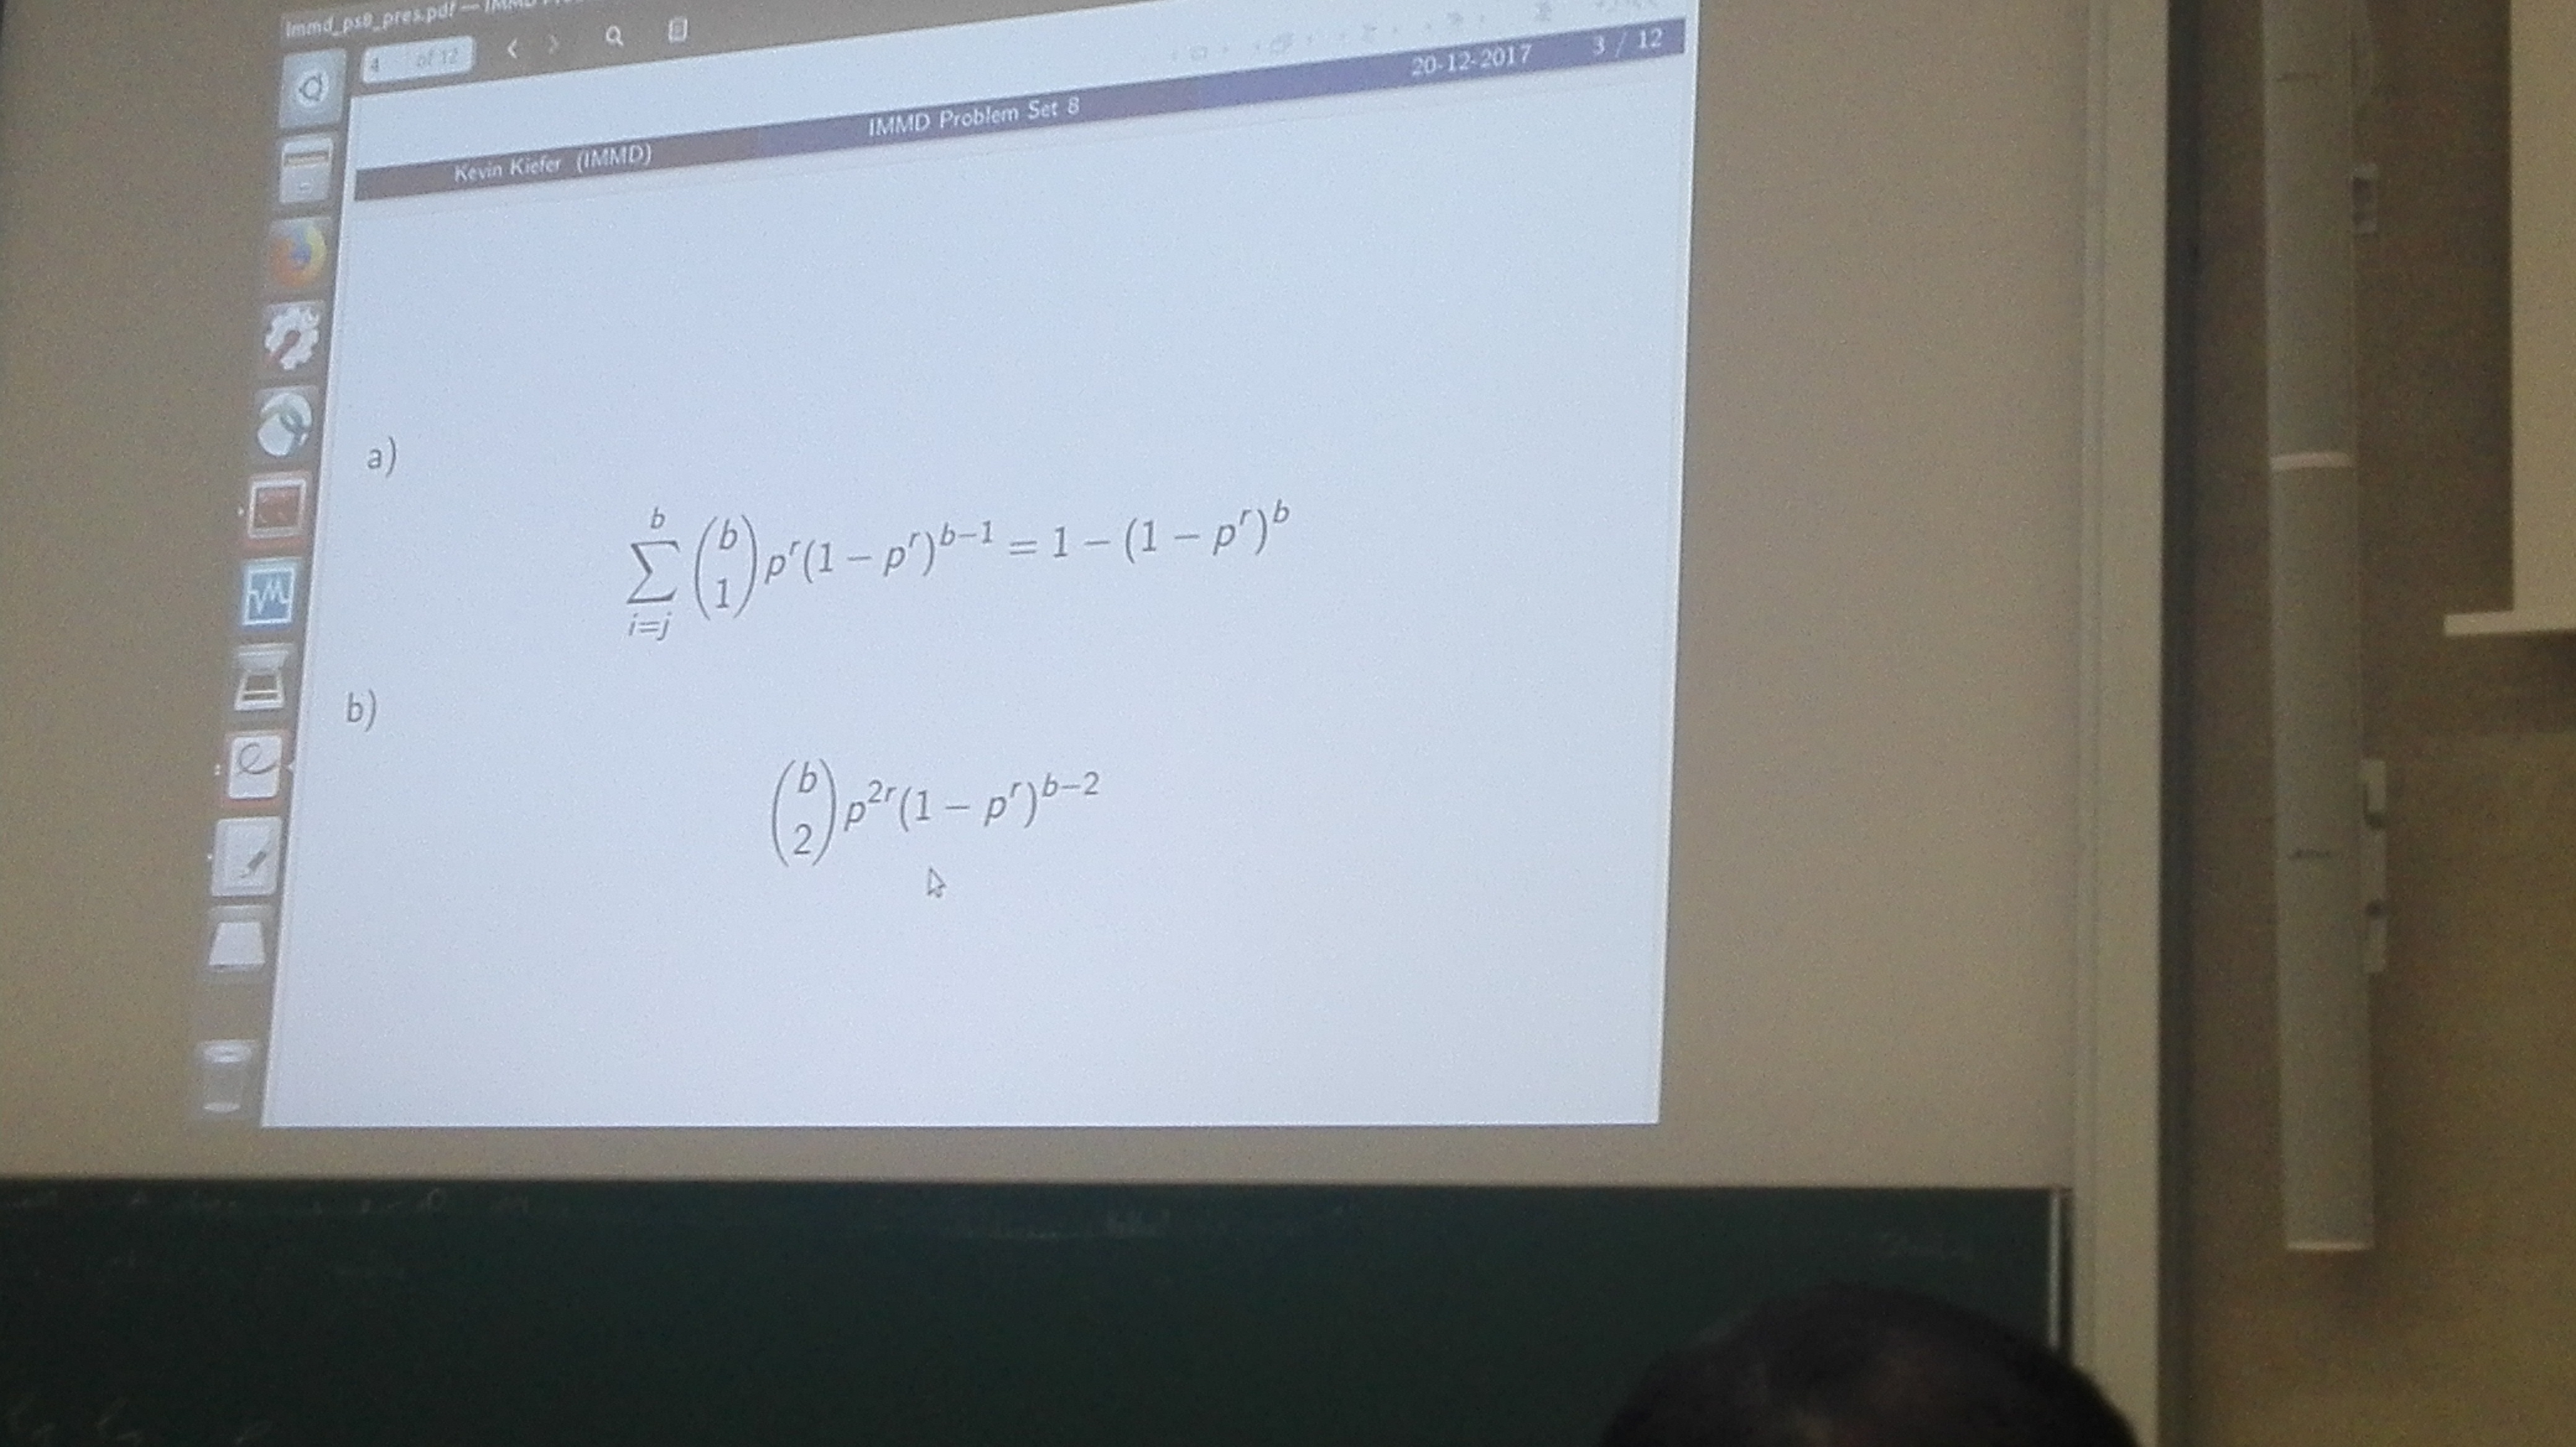 immd_ps8_pres.pdf — IMMD
4 of 12
20-12-2017 3 / 12
IMMD Problem Set 8
Kevin Kiefer (IMMD)
a)
\sum_{i=j}^{b} \binom{b}{1} p^r (1 - p^r)^{b-1} = 1 - (1 - p^r)^b
b)
\binom{b}{2} p^{2r} (1 - p^r)^{b-2}